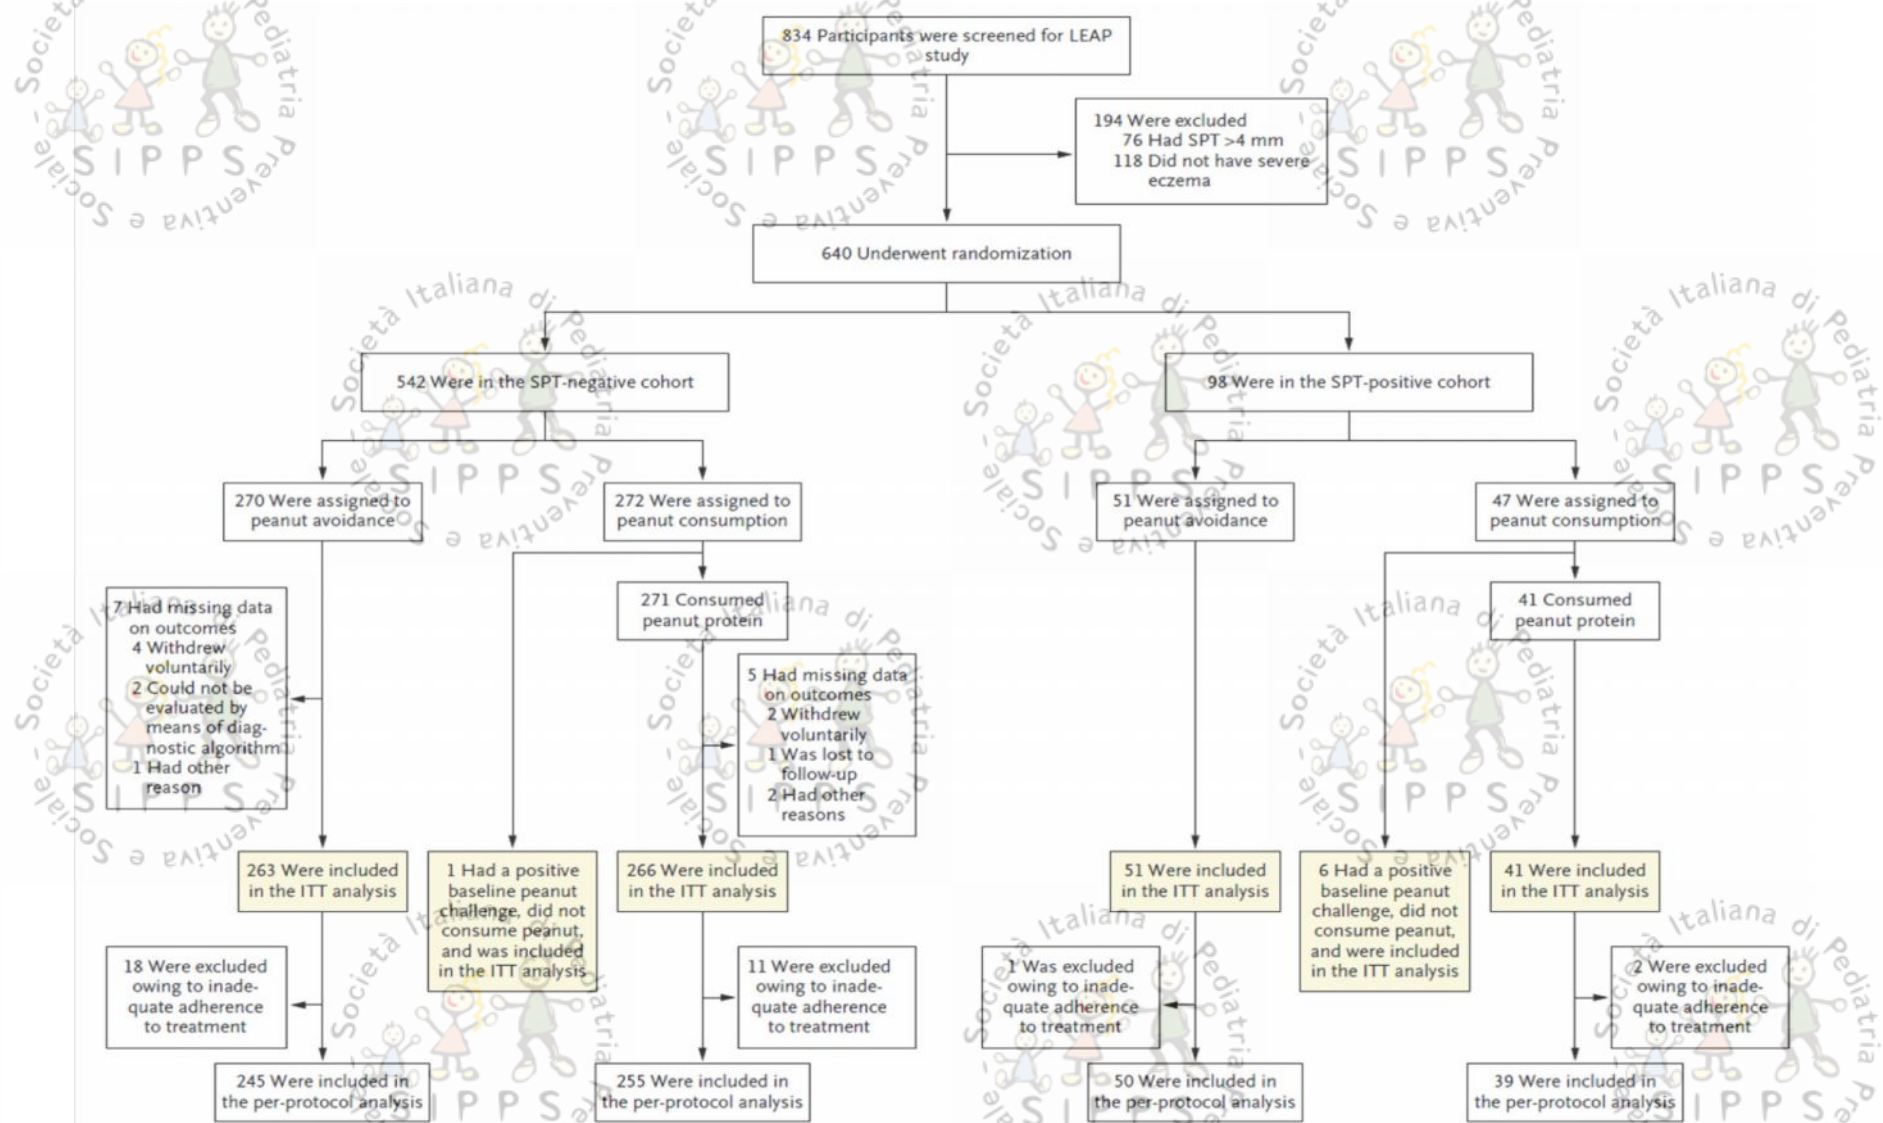 834 Participants were screened for LEAP
study
194 Were excluded
76 Had SPT >4 mm
118 Did not have severe
eczema
640 Underwent randomization
542 Were in the SPT-negative cohort
98 Were in the SPT-positive cohort
270 Were assigned to
peanut avoidance
272 Were assigned to
peanut consumption
51 Were assigned to
peanut avoidance
47 Were assigned to
peanut consumption
7 Had missing data
on outcomes
4 Withdrew
voluntarily
2 Could not be
evaluated by
means of diag-
nostic algorithm
1 Had other
reason
271 Consumed
peanut protein
5 Had missing data
on outcomes
2 Withdrew
voluntarily
1 Was lost to
follow-up
2 Had other
reasons
41 Consumed
peanut protein
263 Were included
in the ITT analysis
1 Had a positive
baseline peanut
challenge, did not
consume peanut,
and was included
in the ITT analysis
266 Were included
in the ITT analysis
51 Were included
in the ITT analysis
6 Had a positive
baseline peanut
challenge, did not
consume peanut,
and were included
in the ITT analysis
41 Were included
in the ITT analysis
18 Were excluded
owing to inade-
quate adherence
to treatment
11 Were excluded
owing to inade-
quate adherence
to treatment
1 Was excluded
owing to inade-
quate adherence
to treatment
2 Were excluded
owing to inade-
quate adherence
to treatment
245 Were included in
the per-protocol analysis
255 Were included in
the per-protocol analysis
50 Were included in
the per-protocol analysis
39 Were included in
the per-protocol analysis
Società Italiana di Pediatria Preventiva e Sociale
SIPPS